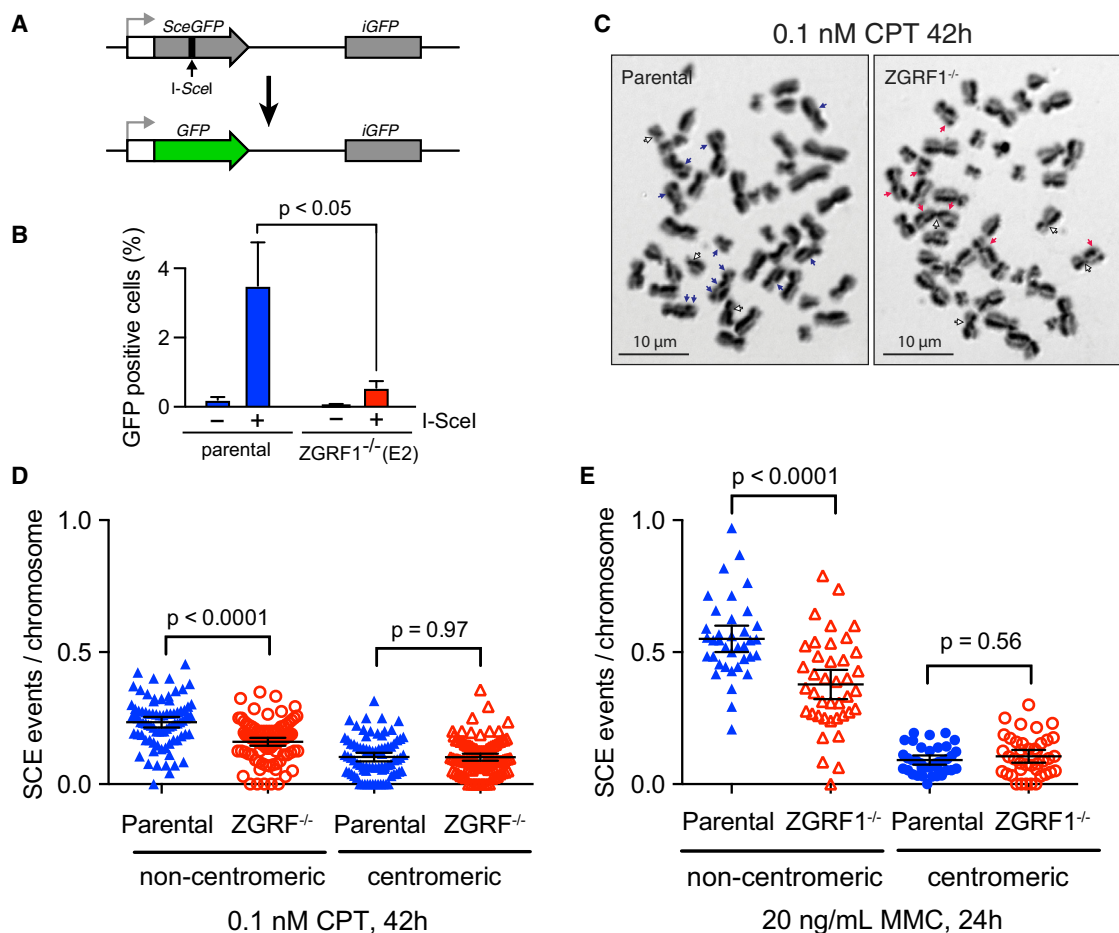 A
SceGFP
iGFP
I-SceI
GFP
iGFP
B
GFP positive cells (%)
4
2
0
p < 0.05
– + – + I-SceI
parental ZGRF1-/-(E2)
C
0.1 nM CPT 42h
Parental
10 µm
ZGRF1-/-
10 µm
D
SCE events / chromosome
1.0
0.5
0.0
p < 0.0001
p = 0.97
Parental ZGRF-/- Parental ZGRF-/-
non-centromeric centromeric
0.1 nM CPT, 42h
E
SCE events / chromosome
1.0
0.5
0.0
p < 0.0001
p = 0.56
Parental ZGRF1-/- Parental ZGRF1-/-
non-centromeric centromeric
20 ng/mL MMC, 24h